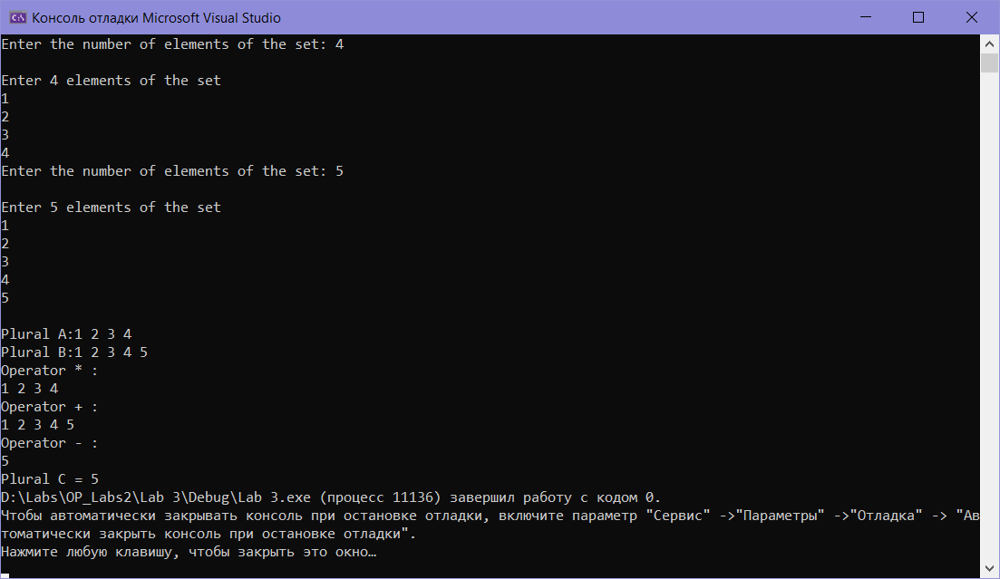 Консоль отладки Microsoft Visual Studio
Enter the number of elements of the set: 4
Enter 4 elements of the set
1
2
3
4
Enter the number of elements of the set: 5
Enter 5 elements of the set
1
2
3
4
5
Plural A:1 2 3 4
Plural B:1 2 3 4 5
Operator * :
1 2 3 4
Operator + :
1 2 3 4 5
Operator - :
5
Plural C = 5
D:\Labs\OP_Labs2\Lab 3\Debug\Lab 3.exe (процесс 11136) завершил работу с кодом 0.
Чтобы автоматически закрывать консоль при остановке отладки, включите параметр "Сервис" ->"Параметры" ->"Отладка" -> "Ав
томатически закрыть консоль при остановке отладки".
Нажмите любую клавишу, чтобы закрыть это окно…